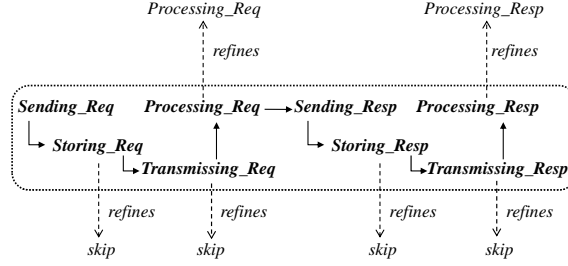 Processing_Req Processing_Resp
refines refines
Sending_Req Processing_Req Sending_Resp Processing_Resp
Storing_Req Storing_Resp
Transmissing_Req Transmissing_Resp
refines refines refines refines
skip skip skip skip